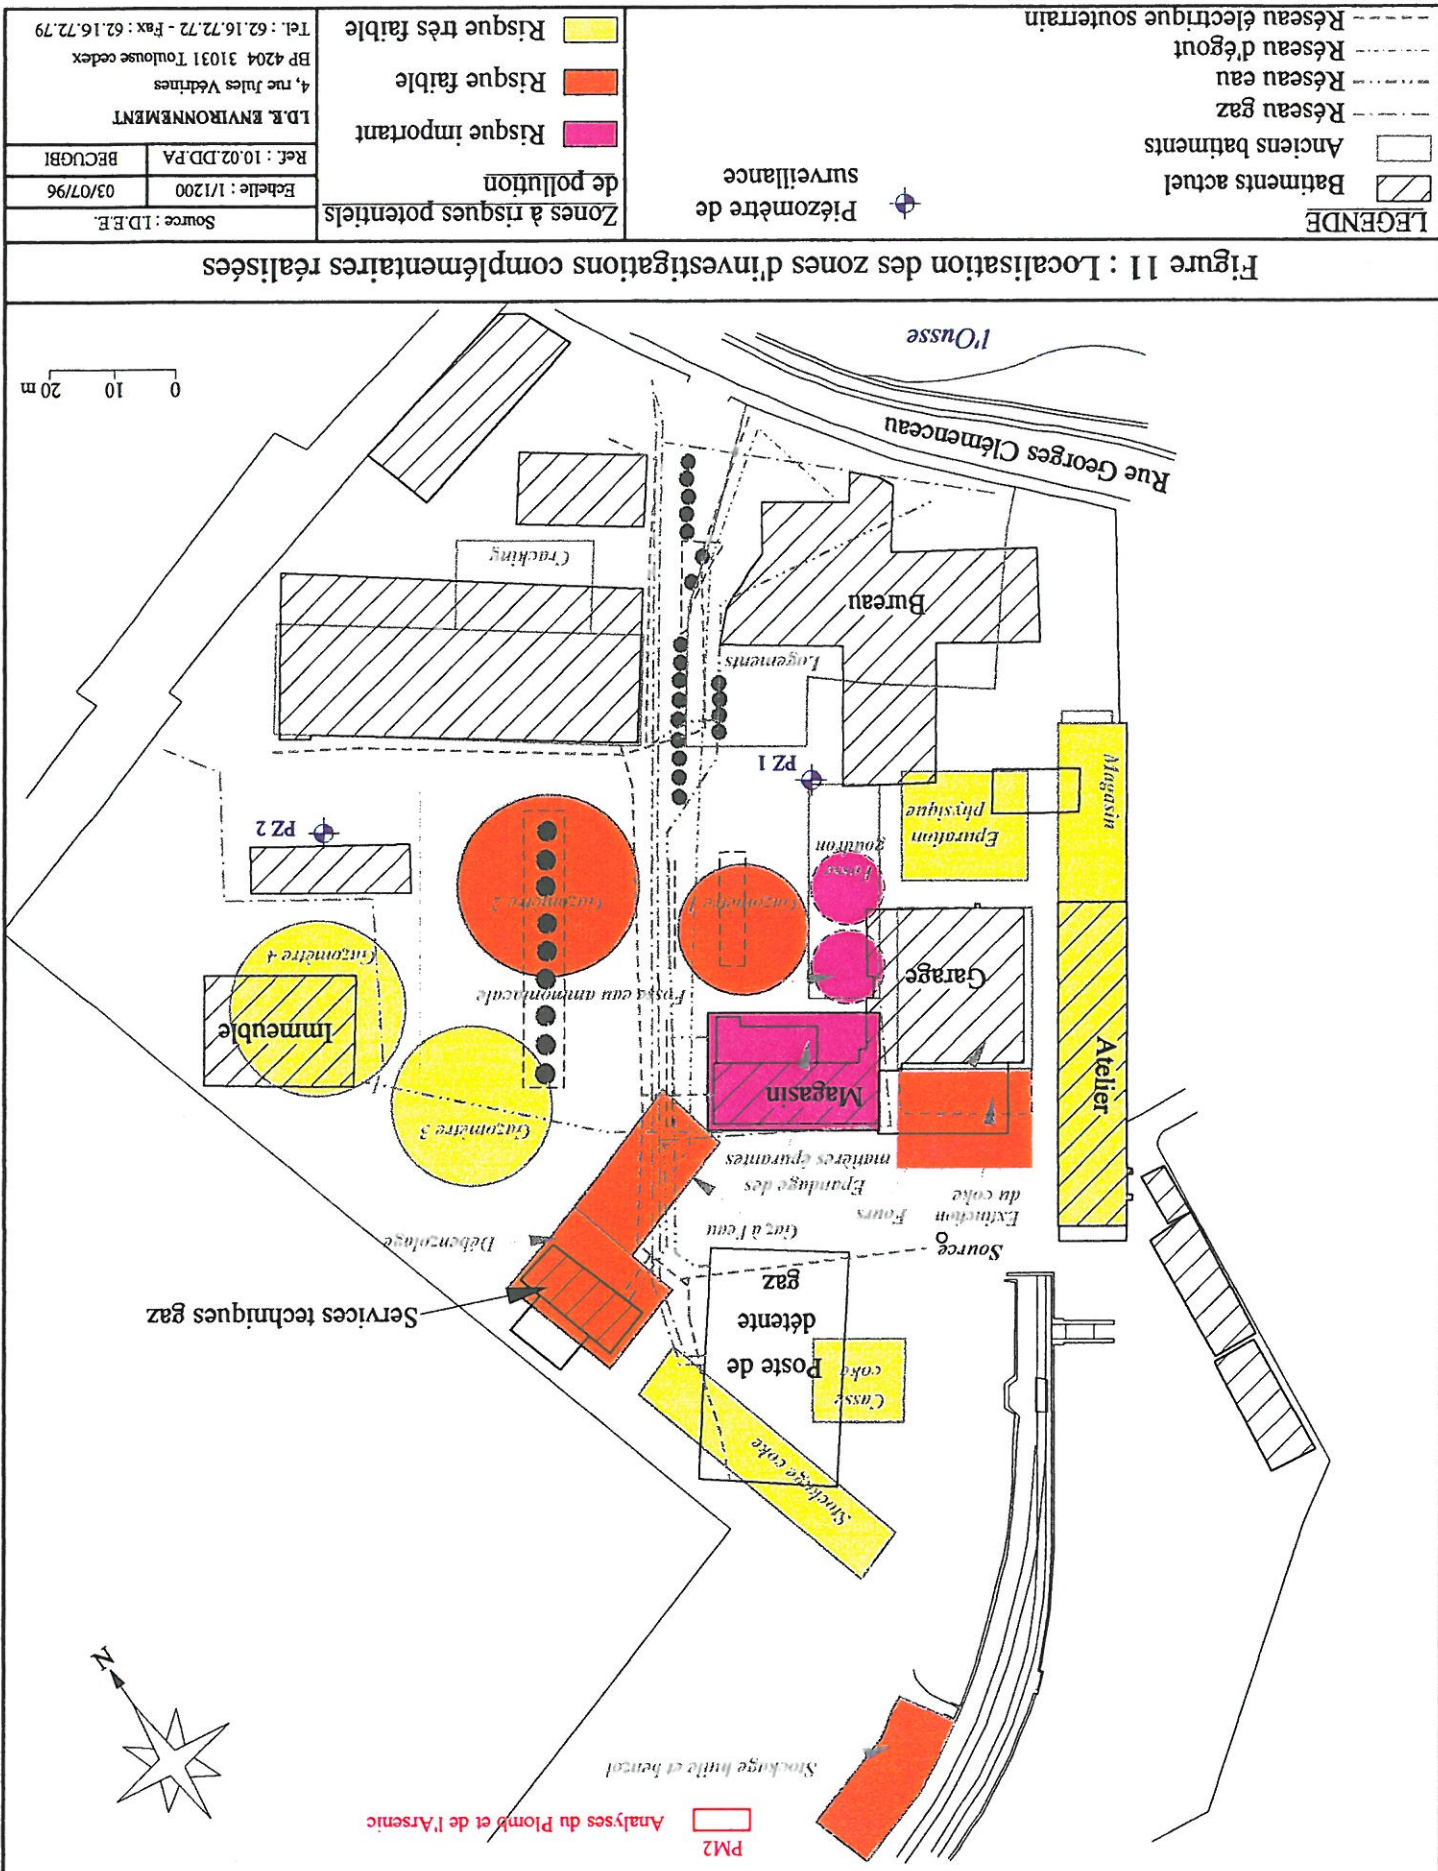 PM2
Analyses du Plomb et de l'Arsenic
Stockage huile et benzol
N
Stockage coke
Casse
coke
Poste de
détente
gaz
Services techniques gaz
Source
Gaz à l'eau
Débenzolage
Extinction
du coke
Fours
Epandage des
matières épurantes
Atelier
Magasin
Gazomètre 3
Immeuble
Garage
Fosse eau ammoniacale
Gazomètre 4
Gazomètre 1
Gazomètre 2
Fosse
goudron
Epuration
physique
Magasin
PZ 1
PZ 2
Logements
Bureau
Cracking
Rue Georges Clémenceau
l'Ousse
0 10 20 m
Figure 11 : Localisation des zones d'investigations complémentaires réalisées
LEGENDE
Batiments actuel
Anciens batiments
Réseau gaz
Réseau eau
Réseau d'égout
Réseau électrique souterrain
Piézomètre de
surveillance
Zones à risques potentiels
de pollution
Risque important
Risque faible
Risque très faible
Source : I.D.E.E.
Echelle : 1/1200
03/07/96
Ref. : 10.02.DD.PA
BECUGBI
I.D.E. ENVIRONNEMENT
4, rue Jules Védrines
BP 4204 31031 Toulouse cedex
Tel. : 62.16.72.72 - Fax : 62.16.72.79